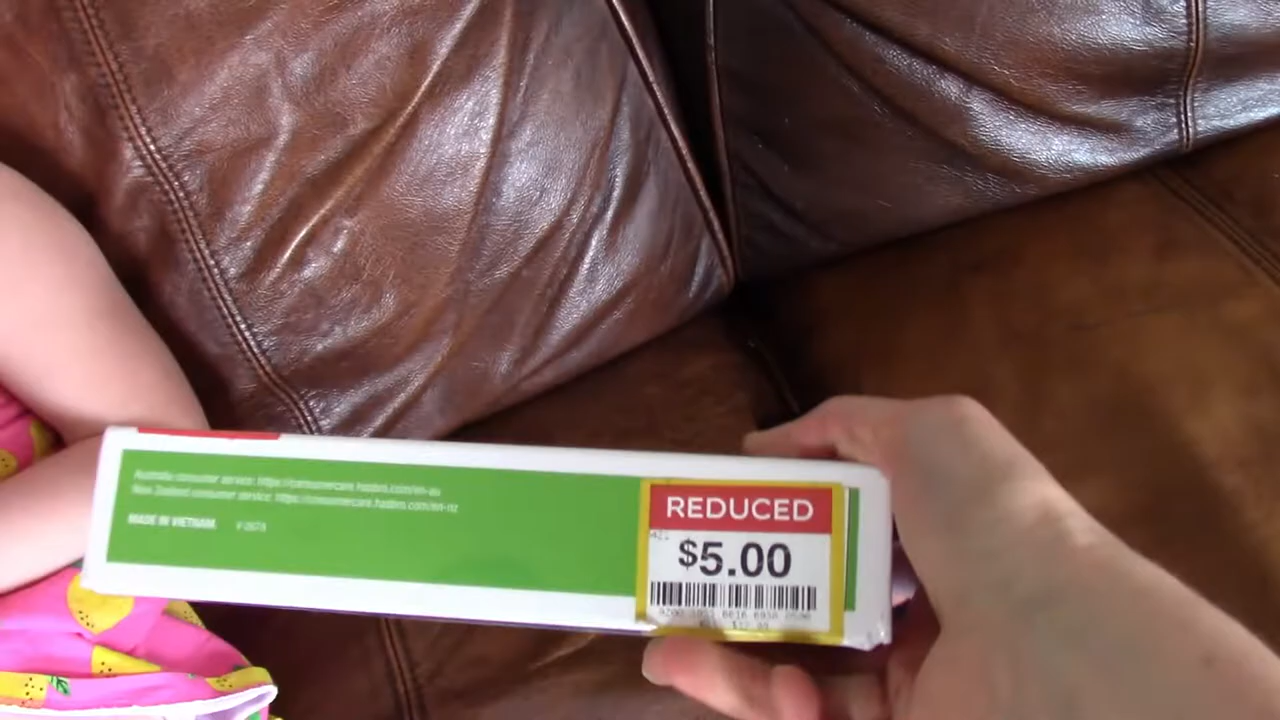 Australia consumer service: https://consumercare.hasbro.com/en-au
New Zealand consumer service: https://consumercare.hasbro.com/en-nz
MADE IN VIETNAM.
REDUCED
$5.00